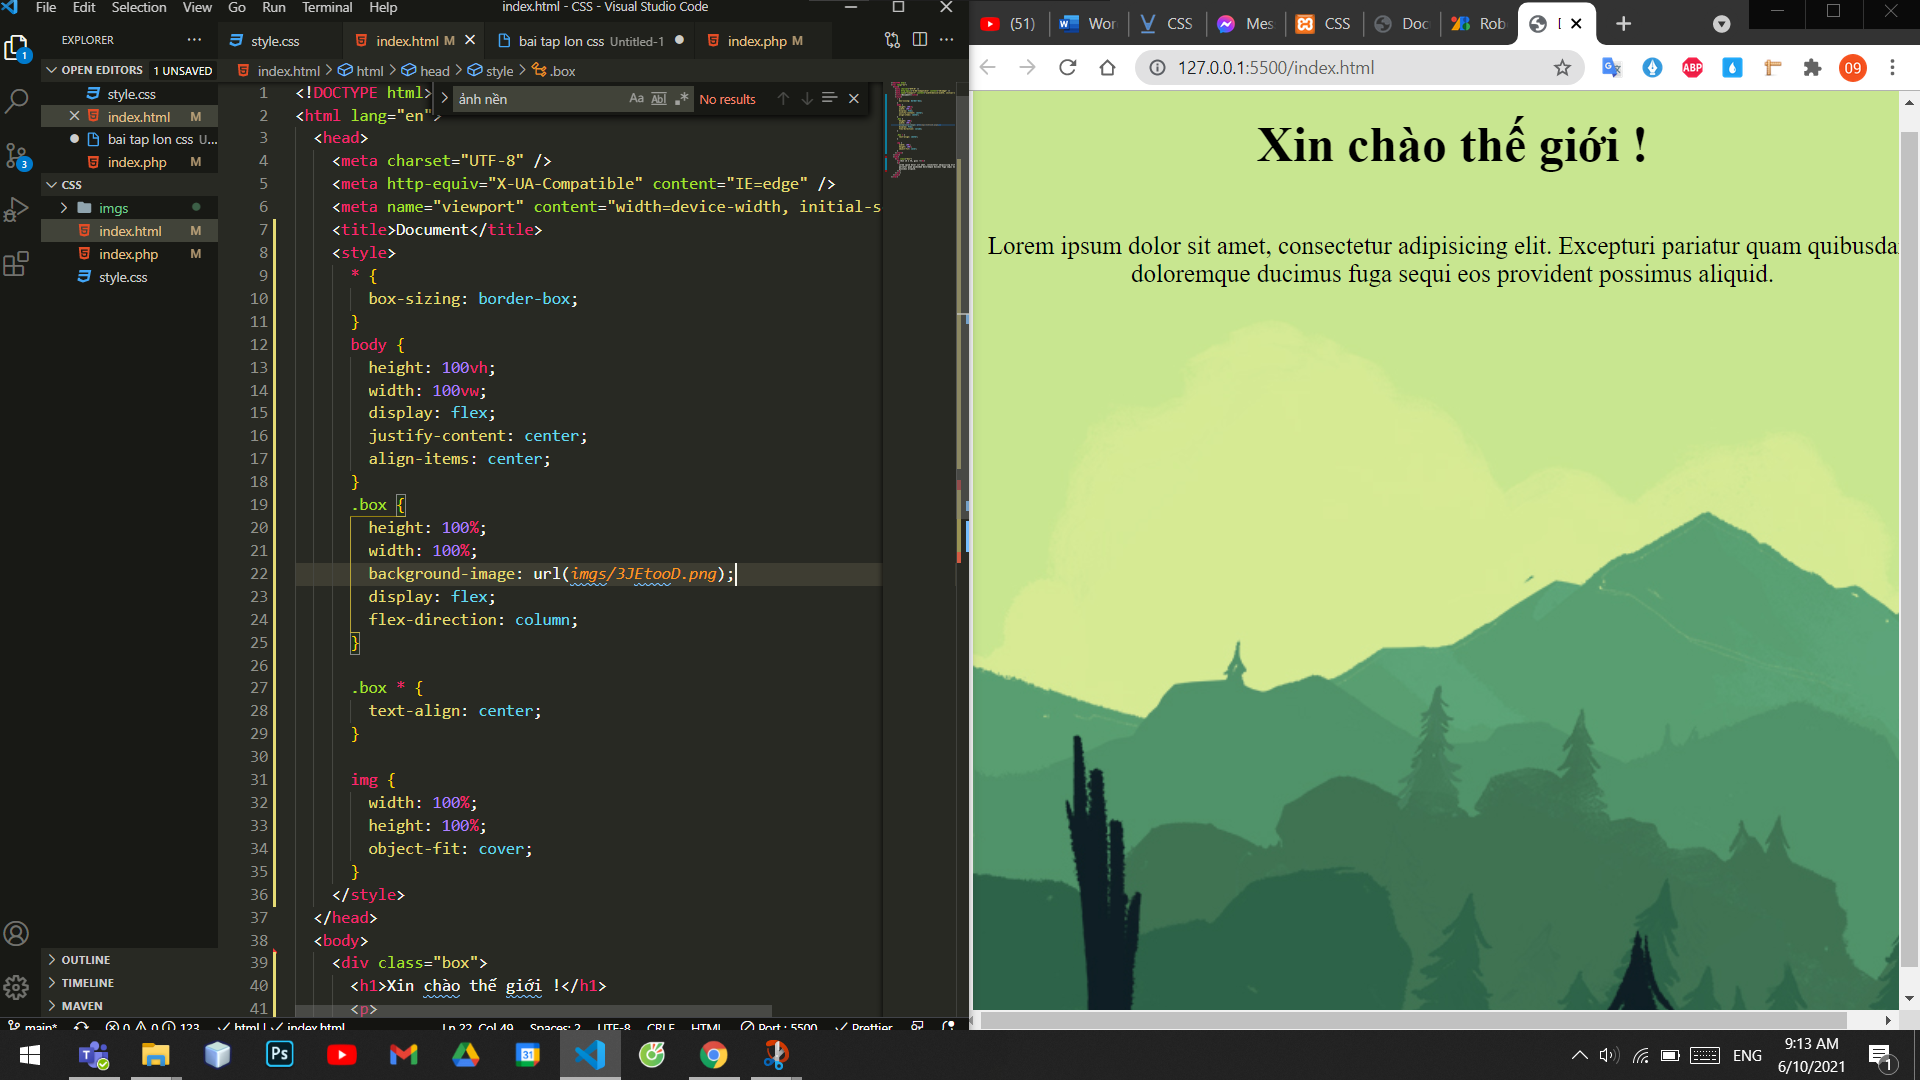 File Edit Selection View Go Run Terminal Help
index.html - CSS - Visual Studio Code
EXPLORER
OPEN EDITORS 1 UNSAVED
style.css
index.html M
bai tap lon css U...
index.php M
CSS
imgs
index.html M
index.php M
style.css
OUTLINE
TIMELINE
MAVEN
1
3
style.css
index.html M
bai tap lon css Untitled-1
index.php M
index.html > html > head > style > .box
ảnh nền
Aa Abl .* No results
1 <!DOCTYPE html>
2 <html lang="en">
3 <head>
4 <meta charset="UTF-8" />
5 <meta http-equiv="X-UA-Compatible" content="IE=edge" />
6 <meta name="viewport" content="width=device-width, initial-s
7 <title>Document</title>
8 <style>
9 * {
10 box-sizing: border-box;
11 }
12 body {
13 height: 100vh;
14 width: 100vw;
15 display: flex;
16 justify-content: center;
17 align-items: center;
18 }
19 .box {
20 height: 100%;
21 width: 100%;
22 background-image: url(imgs/3JEtooD.png);
23 display: flex;
24 flex-direction: column;
25 }
26
27 .box * {
28 text-align: center;
29 }
30
31 img {
32 width: 100%;
33 height: 100%;
34 object-fit: cover;
35 }
36 </style>
37 </head>
38 <body>
39 <div class="box">
40 <h1>Xin chào thế giới !</h1>
41 <p>
main* 0 0 123 html index.html Ln 22, Col 49 Spaces: 2 UTF-8 CRLF HTML Port : 5500 Prettier
(51) Wor CSS Mes CSS Doc Rob D
127.0.0.1:5500/index.html
ABP
09
Xin chào thế giới !
Lorem ipsum dolor sit amet, consectetur adipisicing elit. Excepturi pariatur quam quibusda
doloremque ducimus fuga sequi eos provident possimus aliquid.
Ps
31
ENG
9:13 AM
6/10/2021
1